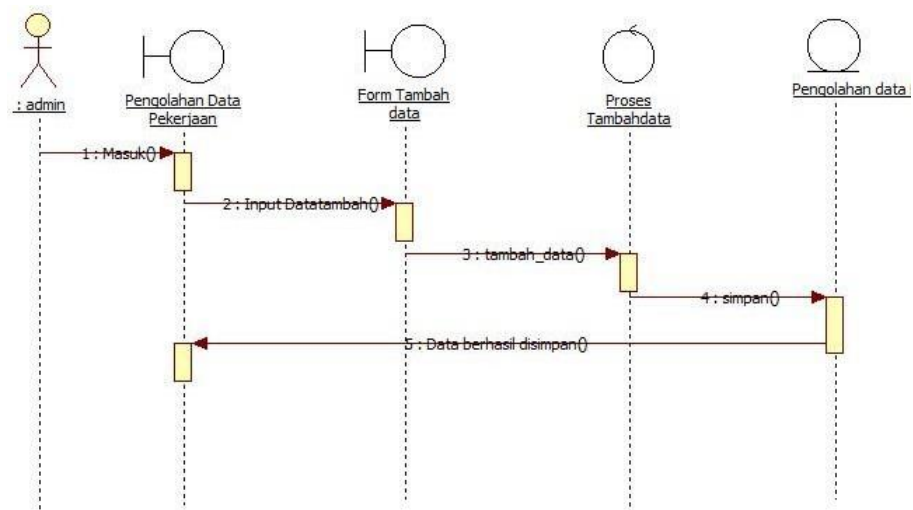 : admin
Pengolahan Data
Pekerjaan
Form Tambah
data
Proses
Tambahdata
Pengolahan data
1 : Masuk()
2 : Input Datatambah()
3 : tambah_data()
4 : simpan()
5 : Data berhasil disimpan()